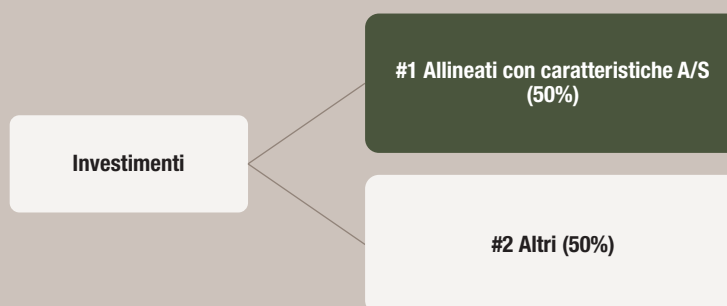 #1 Allineati con caratteristiche A/S
(50%)
Investimenti
#2 Altri (50%)